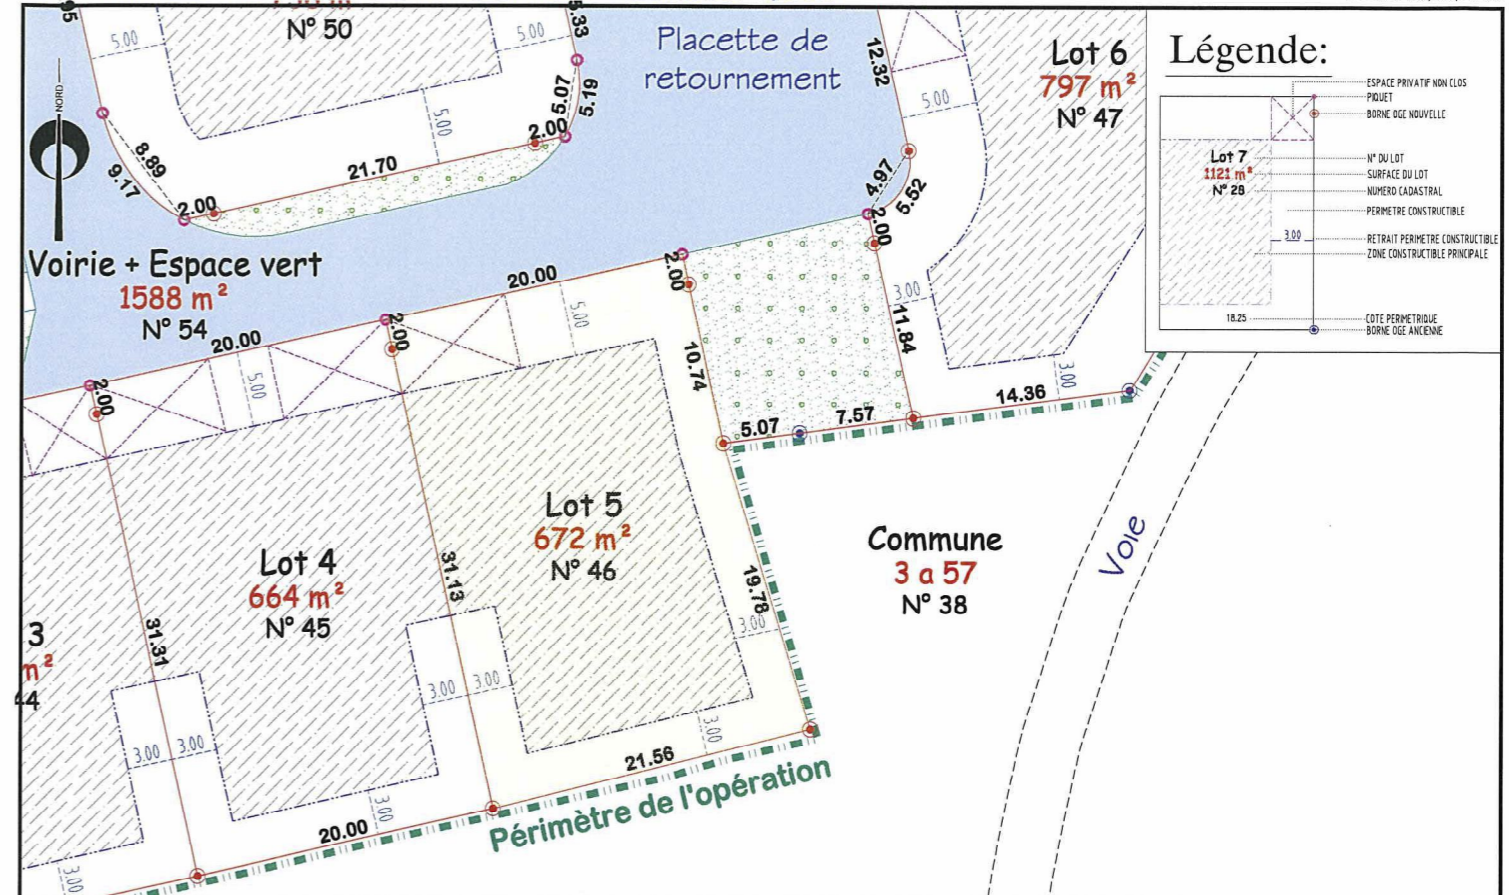 N° 50
5.00
5.00
5.33
5.07
5.19
5.00
2.00
21.70
2.00
8.89
9.17
NORD
Placette de
retournement
12.32
5.00
4.97
5.52
2.00
Lot 6
797 m²
N° 47
3.00
11.84
14.36
3.00
Légende:
ESPACE PRIVATIF NON CLOS
PIQUET
BORNE OGE NOUVELLE
Lot 7
1121 m²
N° 28
N° DU LOT
SURFACE DU LOT
NUMERO CADASTRAL
PERIMETRE CONSTRUCTIBLE
3.00
RETRAIT PERIMETRE CONSTRUCTIBLE
ZONE CONSTRUCTIBLE PRINCIPALE
18.25
COTE PERIMETRIQUE
BORNE OGE ANCIENNE
Voirie + Espace vert
1588 m²
N° 54
20.00
20.00
2.00
2.00
2.00
5.00
5.00
10.74
5.07
7.57
Lot 5
672 m²
N° 46
Lot 4
664 m²
N° 45
3
m²
44
31.31
31.13
19.78
3.00
3.00
3.00
3.00
3.00
3.00
3.00
3.00
20.00
21.56
Périmètre de l'opération
Commune
3 a 57
N° 38
Voie